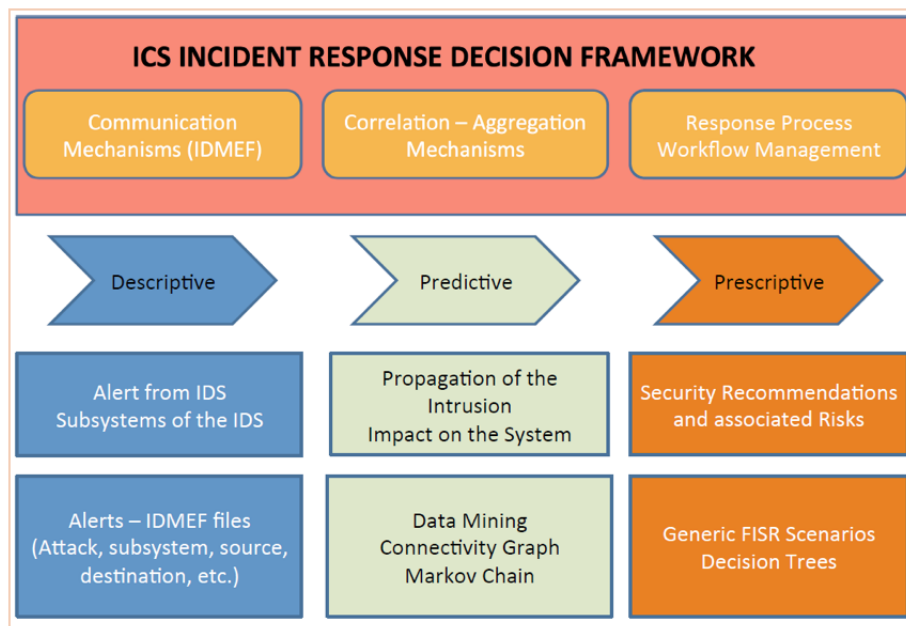 ICS INCIDENT RESPONSE DECISION FRAMEWORK
Communication
Mechanisms (IDMEF)
Correlation – Aggregation
Mechanisms
Response Process
Workflow Management
Descriptive
Predictive
Prescriptive
Alert from IDS
Subsystems of the IDS
Propagation of the
Intrusion
Impact on the System
Security Recommendations
and associated Risks
Alerts – IDMEF files
(Attack, subsystem, source,
destination, etc.)
Data Mining
Connectivity Graph
Markov Chain
Generic FISR Scenarios
Decision Trees